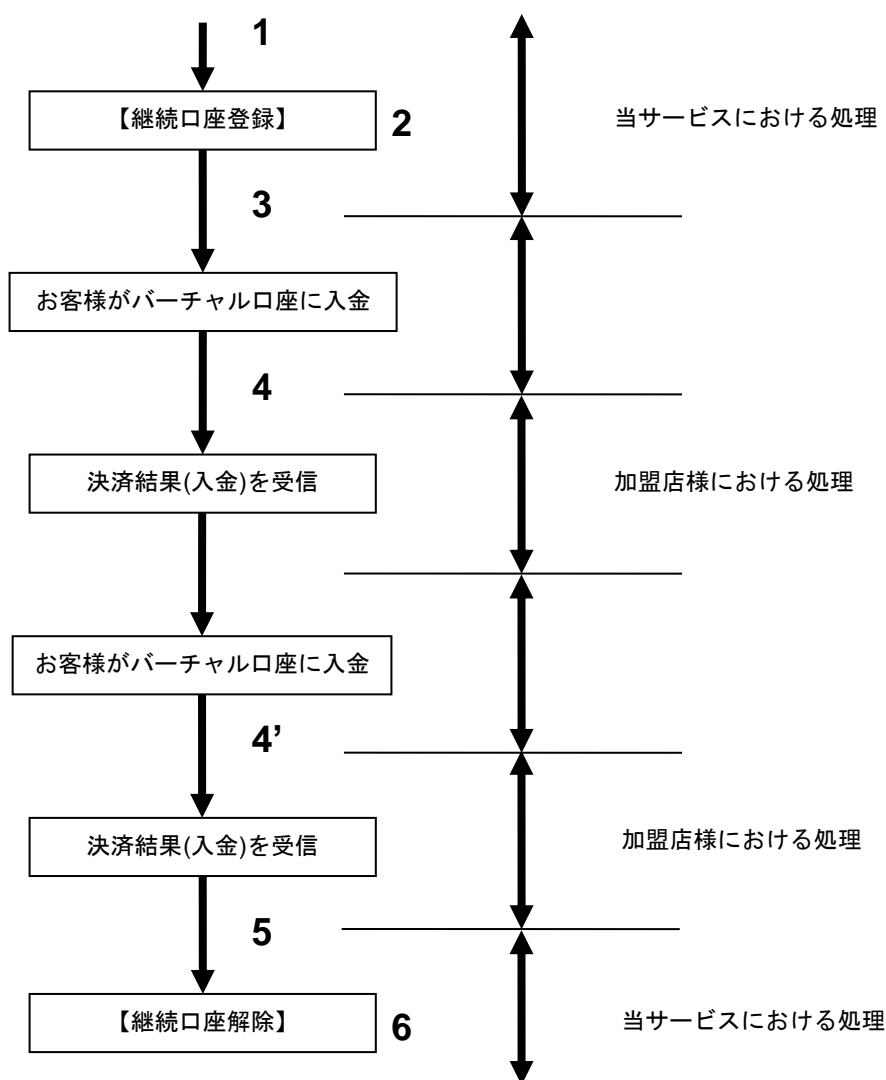 1
【継続口座登録】
2
当サービスにおける処理
3
お客様がバーチャル口座に入金
4
決済結果(入金)を受信
加盟店様における処理
お客様がバーチャル口座に入金
4’
決済結果(入金)を受信
加盟店様における処理
5
【継続口座解除】
6
当サービスにおける処理